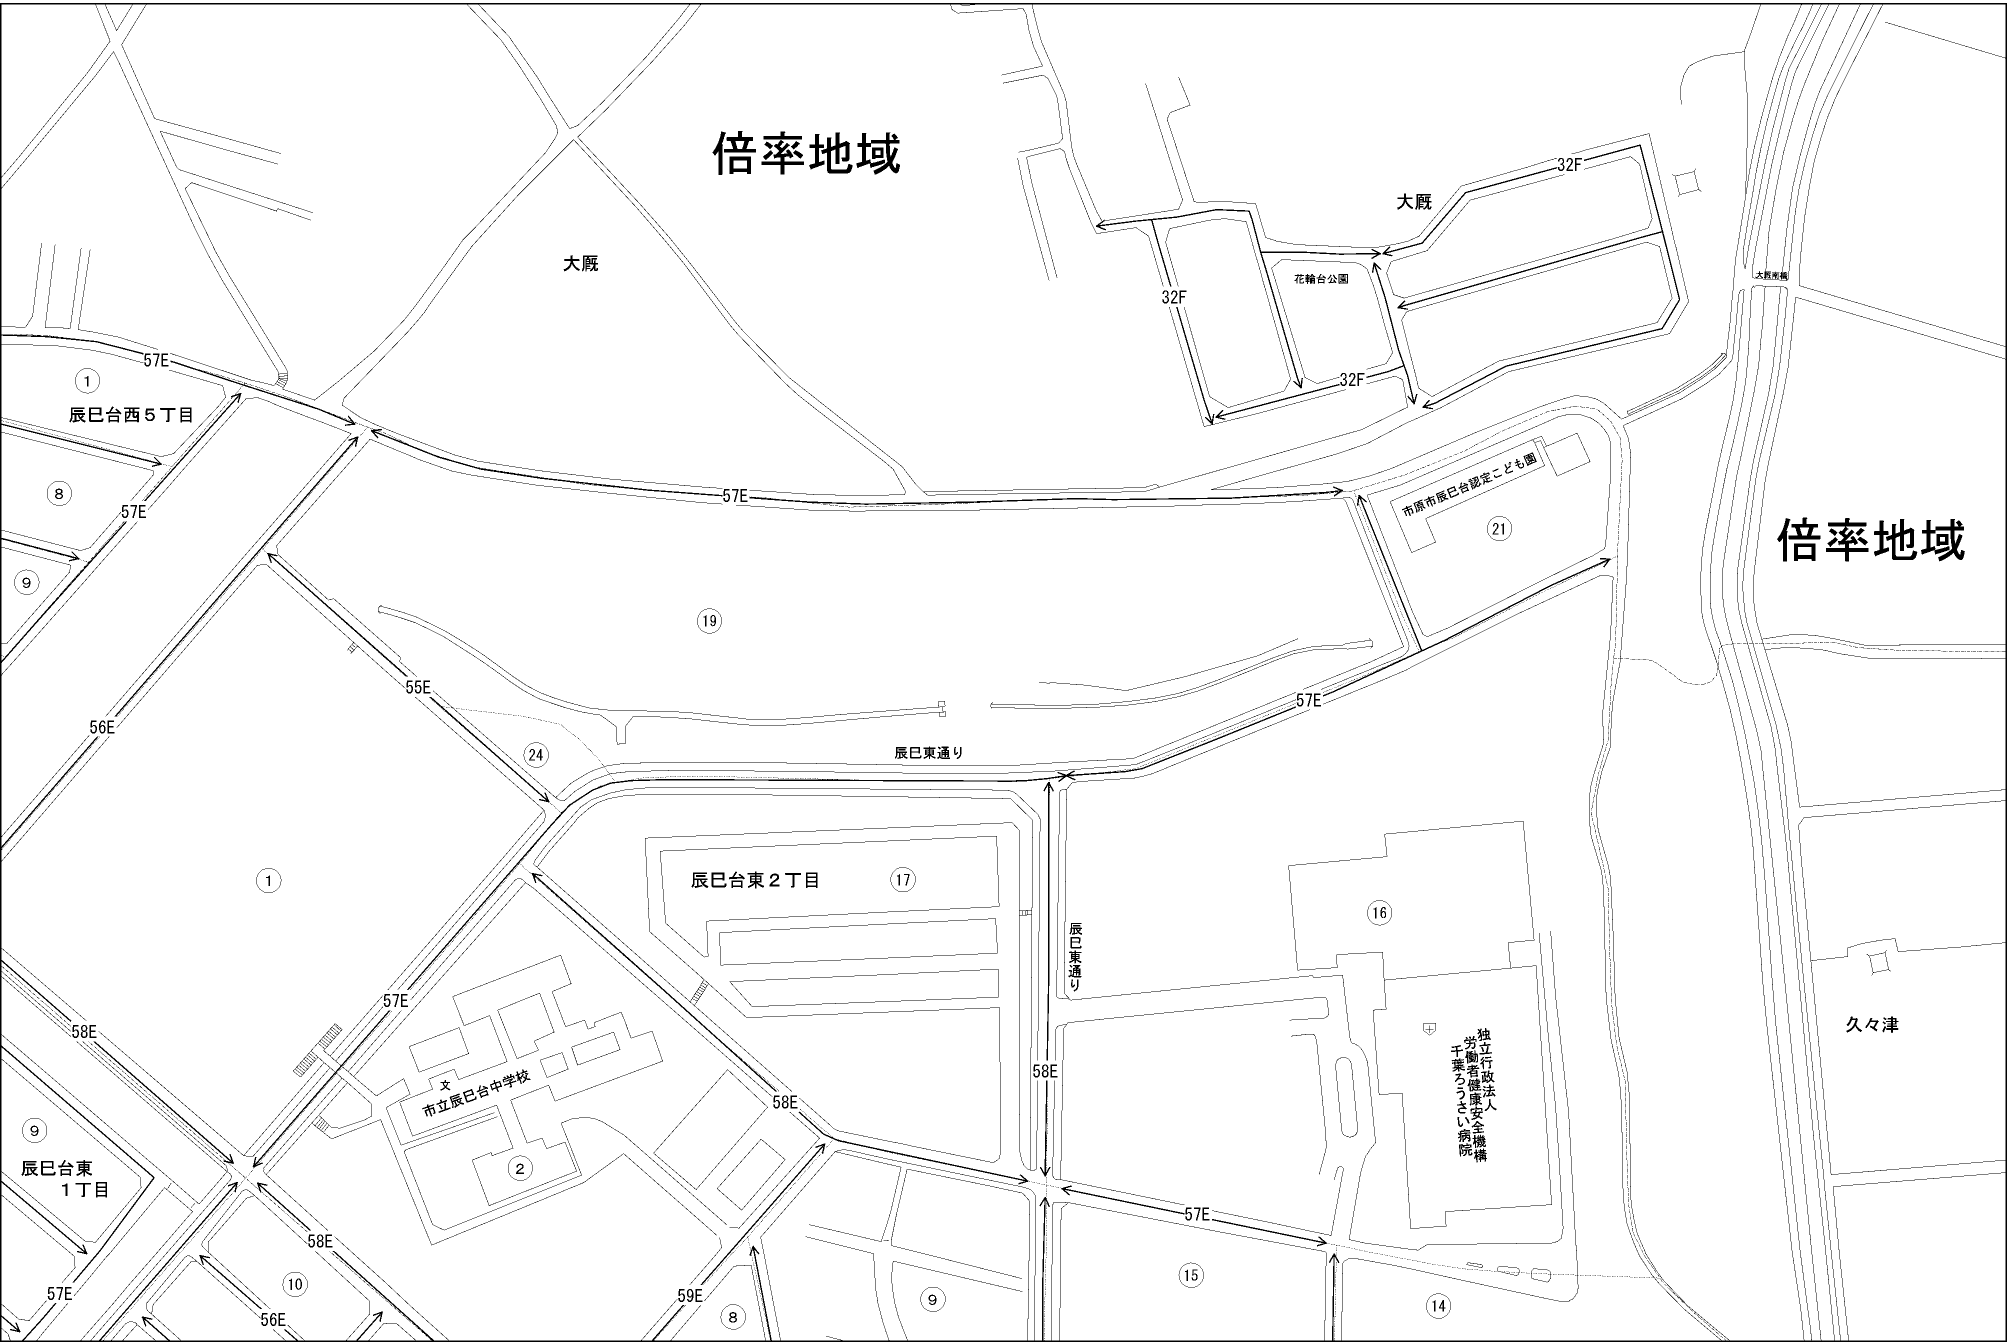 倍率地域
大厩
32F
大厩
花輪台公園
大厩南橋
32F
32F
57E
1
辰巳台西５丁目
8
57E
9
57E
市原市辰巳台認定こども園
21
倍率地域
19
55E
56E
57E
24
辰巳東通り
1
辰巳台東２丁目
17
16
辰巳東通り
57E
58E
久々津
独立行政法人
労働者健康安全機構
千葉ろうさい病院
58E
58E
文
市立辰巳台中学校
9
2
辰巳台東
１丁目
57E
58E
10
15
57E
59E
9
14
56E
8